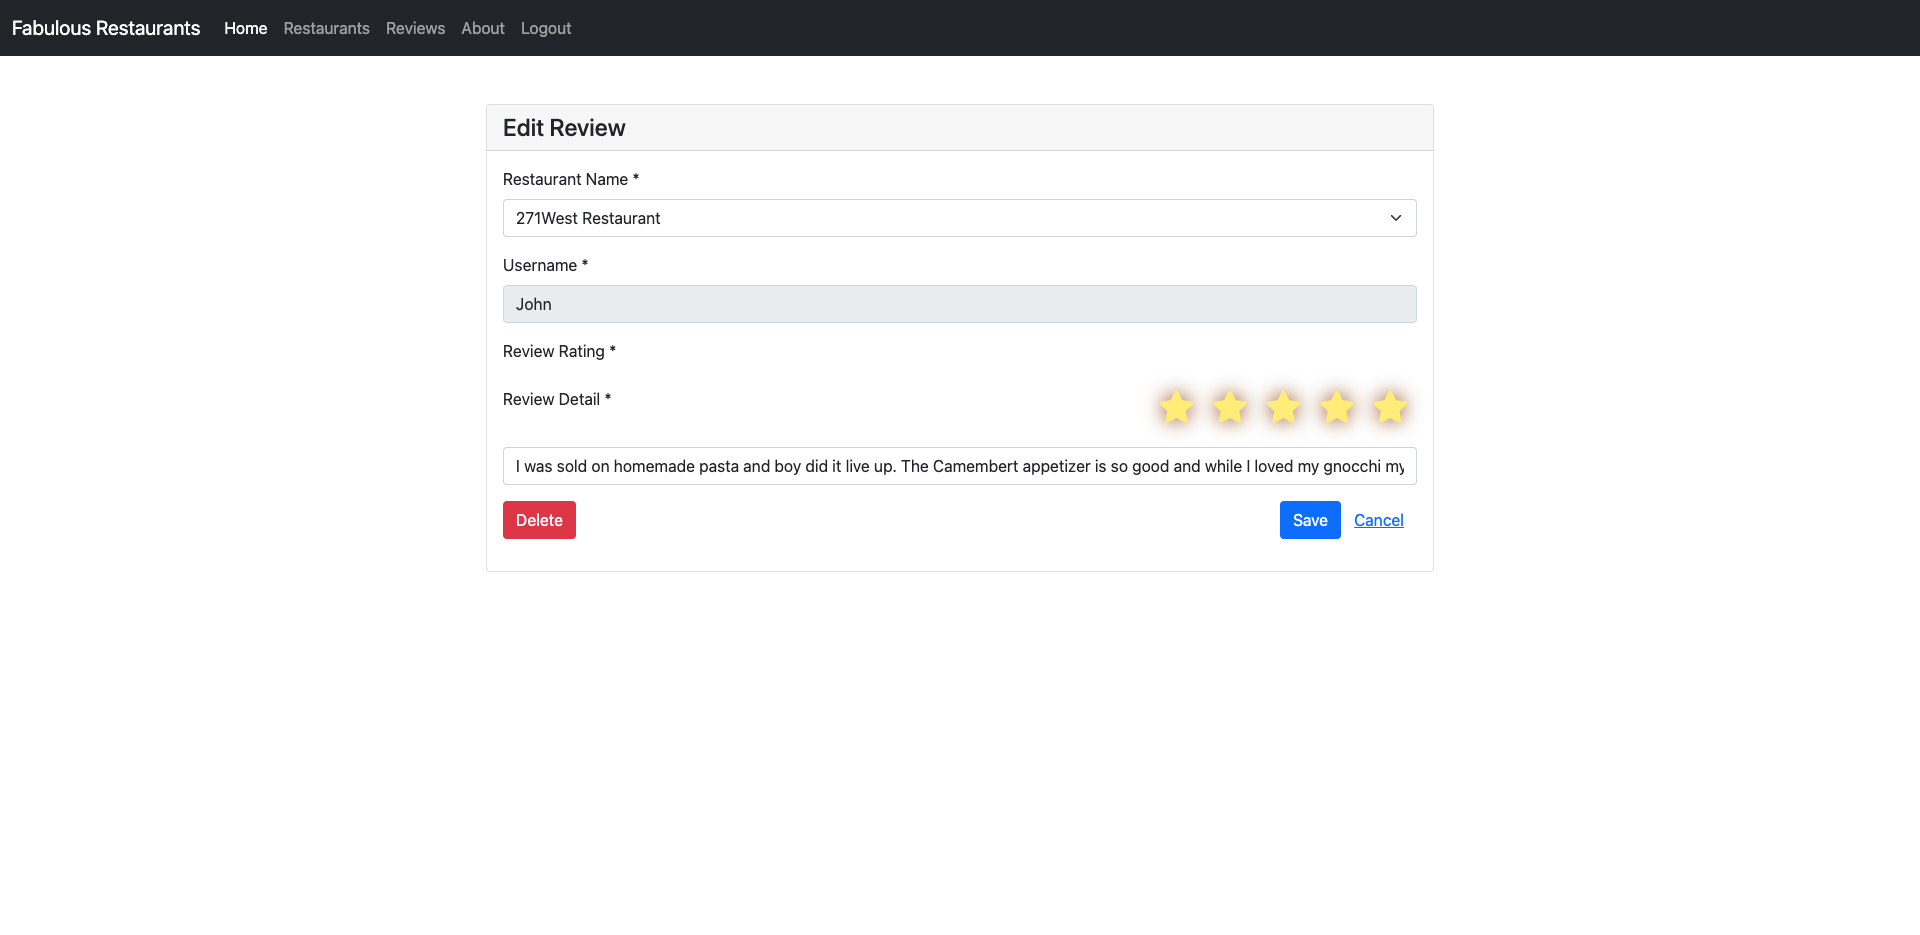 Fabulous Restaurants Home Restaurants Reviews About Logout
Edit Review
Restaurant Name *
271West Restaurant
Username *
John
Review Rating *
Review Detail *
I was sold on homemade pasta and boy did it live up. The Camembert appetizer is so good and while I loved my gnocchi my
Delete Save Cancel